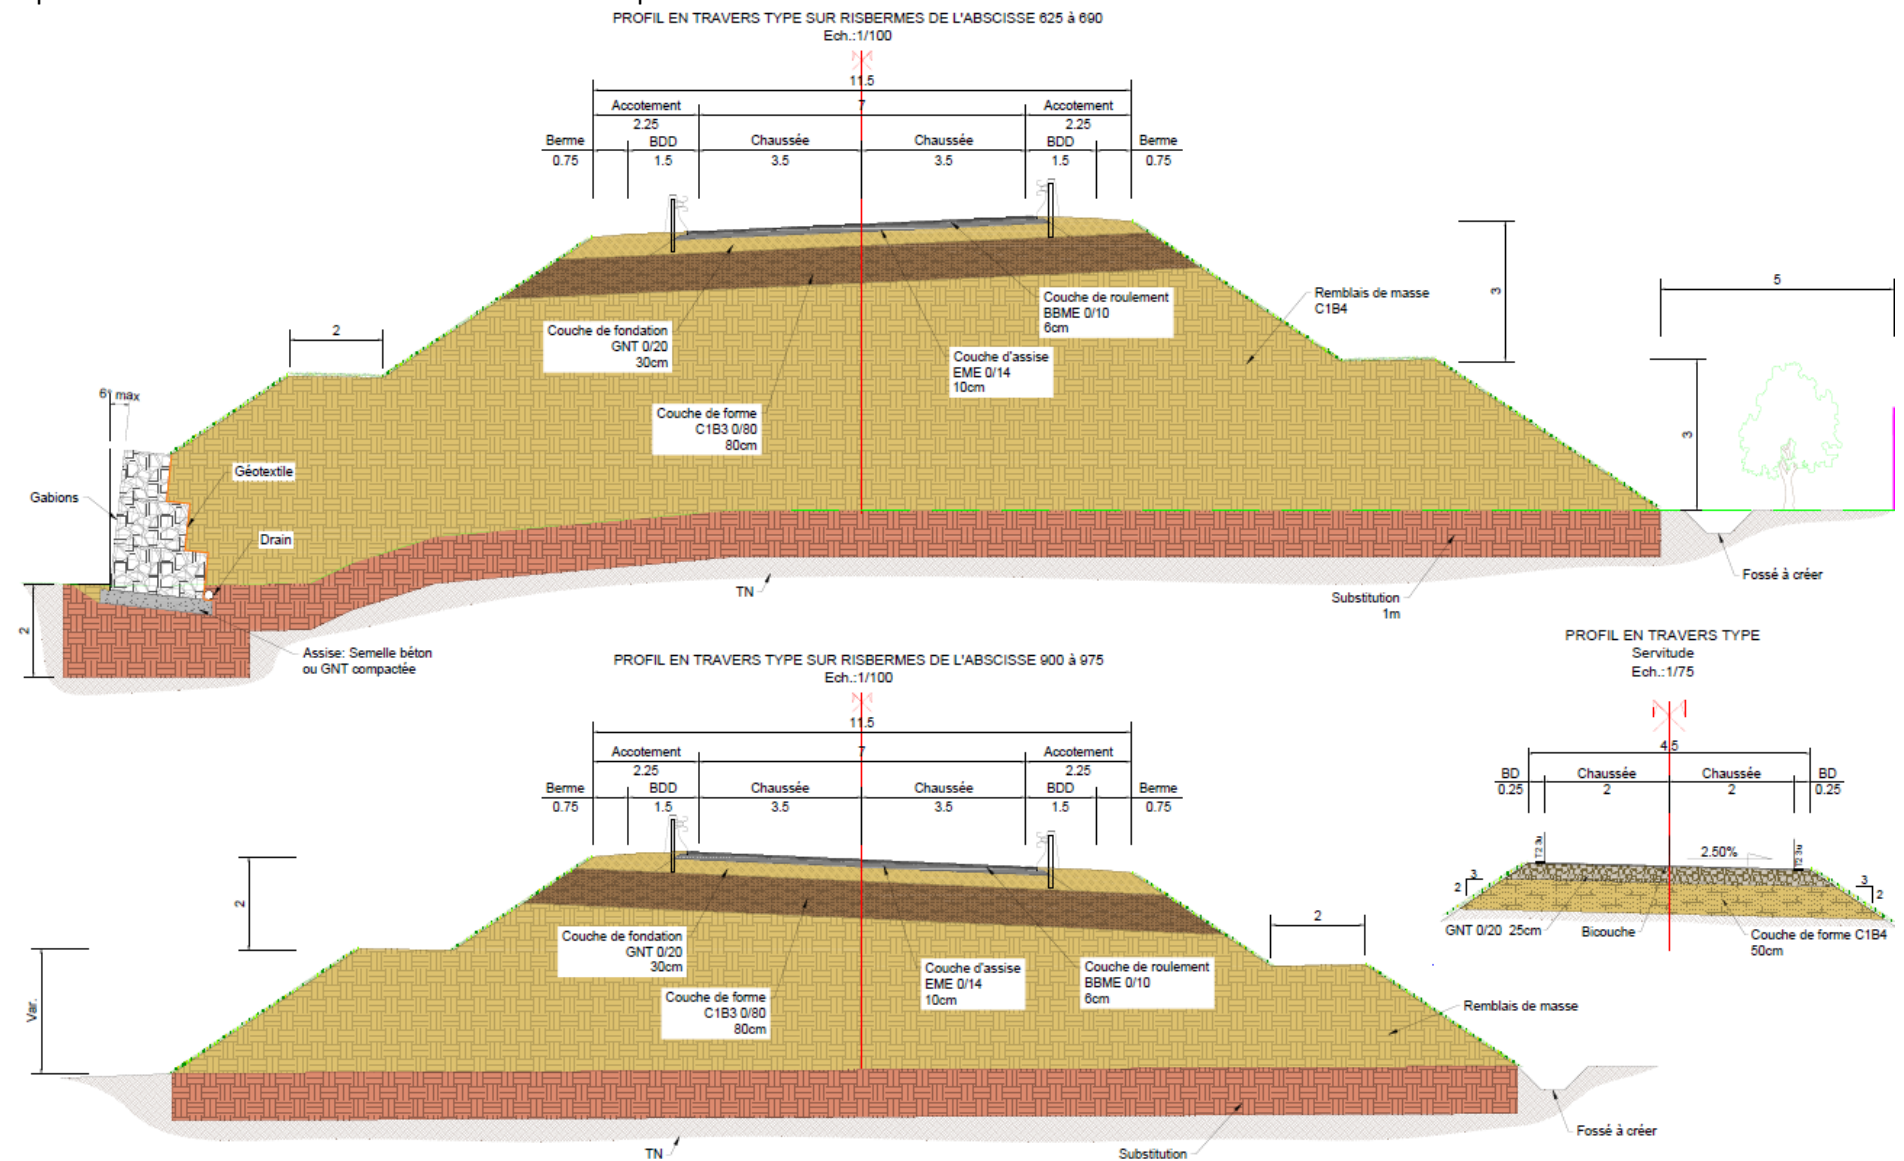 PROFIL EN TRAVERS TYPE SUR RISBERMES DE L'ABSCISSE 625 à 690
Ech.:1/100
11.5
Accotement
7
Accotement
2.25
2.25
Berme
BDD
Chaussée
Chaussée
BDD
Berme
0.75
1.5
3.5
3.5
1.5
0.75
Couche de roulement
BBME 0/10
6cm
Remblais de masse
C1B4
3
5
2
Couche de fondation
GNT 0/20
30cm
Couche d'assise
EME 0/14
10cm
6° max
Couche de forme
C1B3 0/80
80cm
3
Géotextile
Gabions
Drain
2
TN
Substitution
1m
Fossé à créer
Assise: Semelle béton
ou GNT compactée
PROFIL EN TRAVERS TYPE SUR RISBERMES DE L'ABSCISSE 900 à 975
Ech.:1/100
11.5
Accotement
7
Accotement
2.25
2.25
Berme
BDD
Chaussée
Chaussée
BDD
Berme
0.75
1.5
3.5
3.5
1.5
0.75
2
2
Couche de fondation
GNT 0/20
30cm
Couche d'assise
EME 0/14
10cm
Couche de roulement
BBME 0/10
6cm
Couche de forme
C1B3 0/80
80cm
Remblais de masse
Var.
Fossé à créer
TN
Substitution
PROFIL EN TRAVERS TYPE
Servitude
Ech.:1/75
4.5
BD
Chaussée
Chaussée
BD
0.25
2
2
0.25
T2 3u
2.50%
T2 3u
3
2
3
2
GNT 0/20 25cm
Bicouche
Couche de forme C1B4
50cm